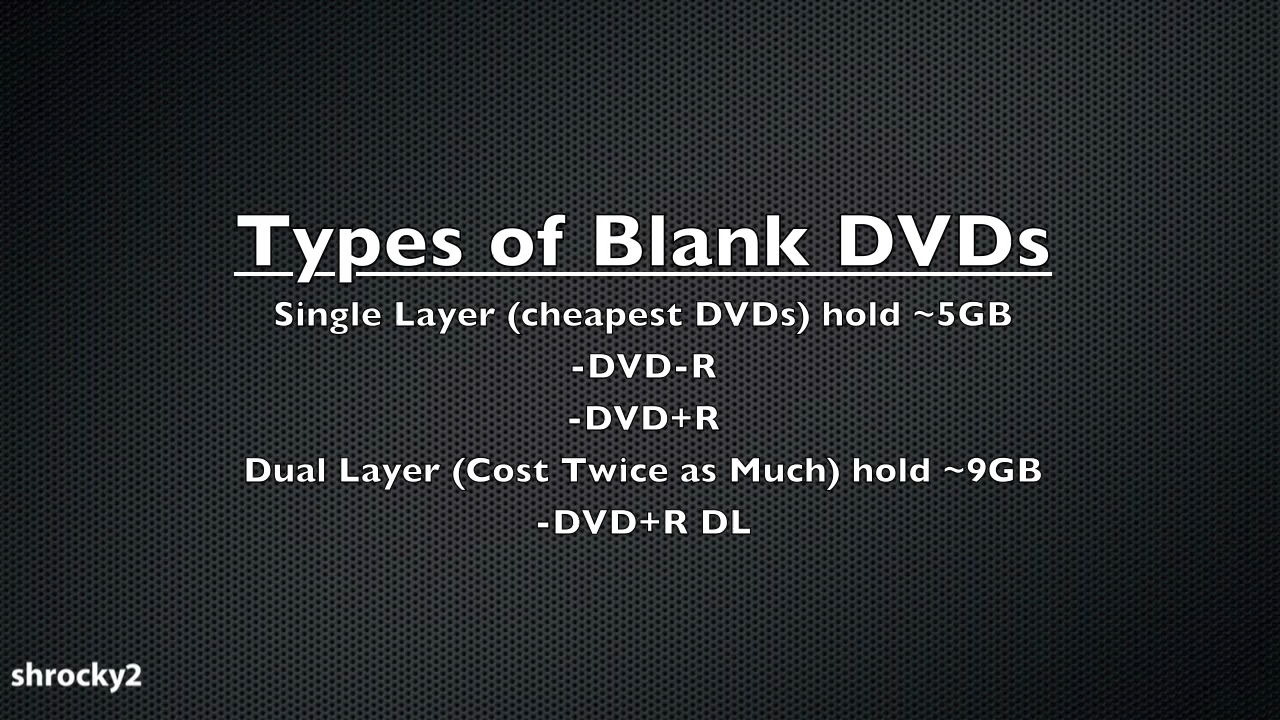 Types of Blank DVDs
Single Layer (cheapest DVDs) hold ~5GB
-DVD-R
-DVD+R
Dual Layer (Cost Twice as Much) hold ~9GB
-DVD+R DL
shrocky2